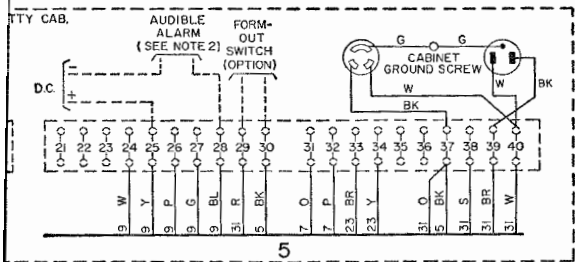 TTY CAB.
AUDIBLE ALARM (SEE NOTE 2)
FORM-OUT SWITCH (OPTION)
D.C.
-
+
G G
CABINET GROUND SCREW
W W BK
BK
21 22 23 24 25 26 27 28 29 30 31 32 33 34 35 36 37 38 39 40
W Y P G BL R BK O P BR Y O BK S BR W
9 9 9 9 9 31 5 7 7 23 23 31 5 31 31 31
5